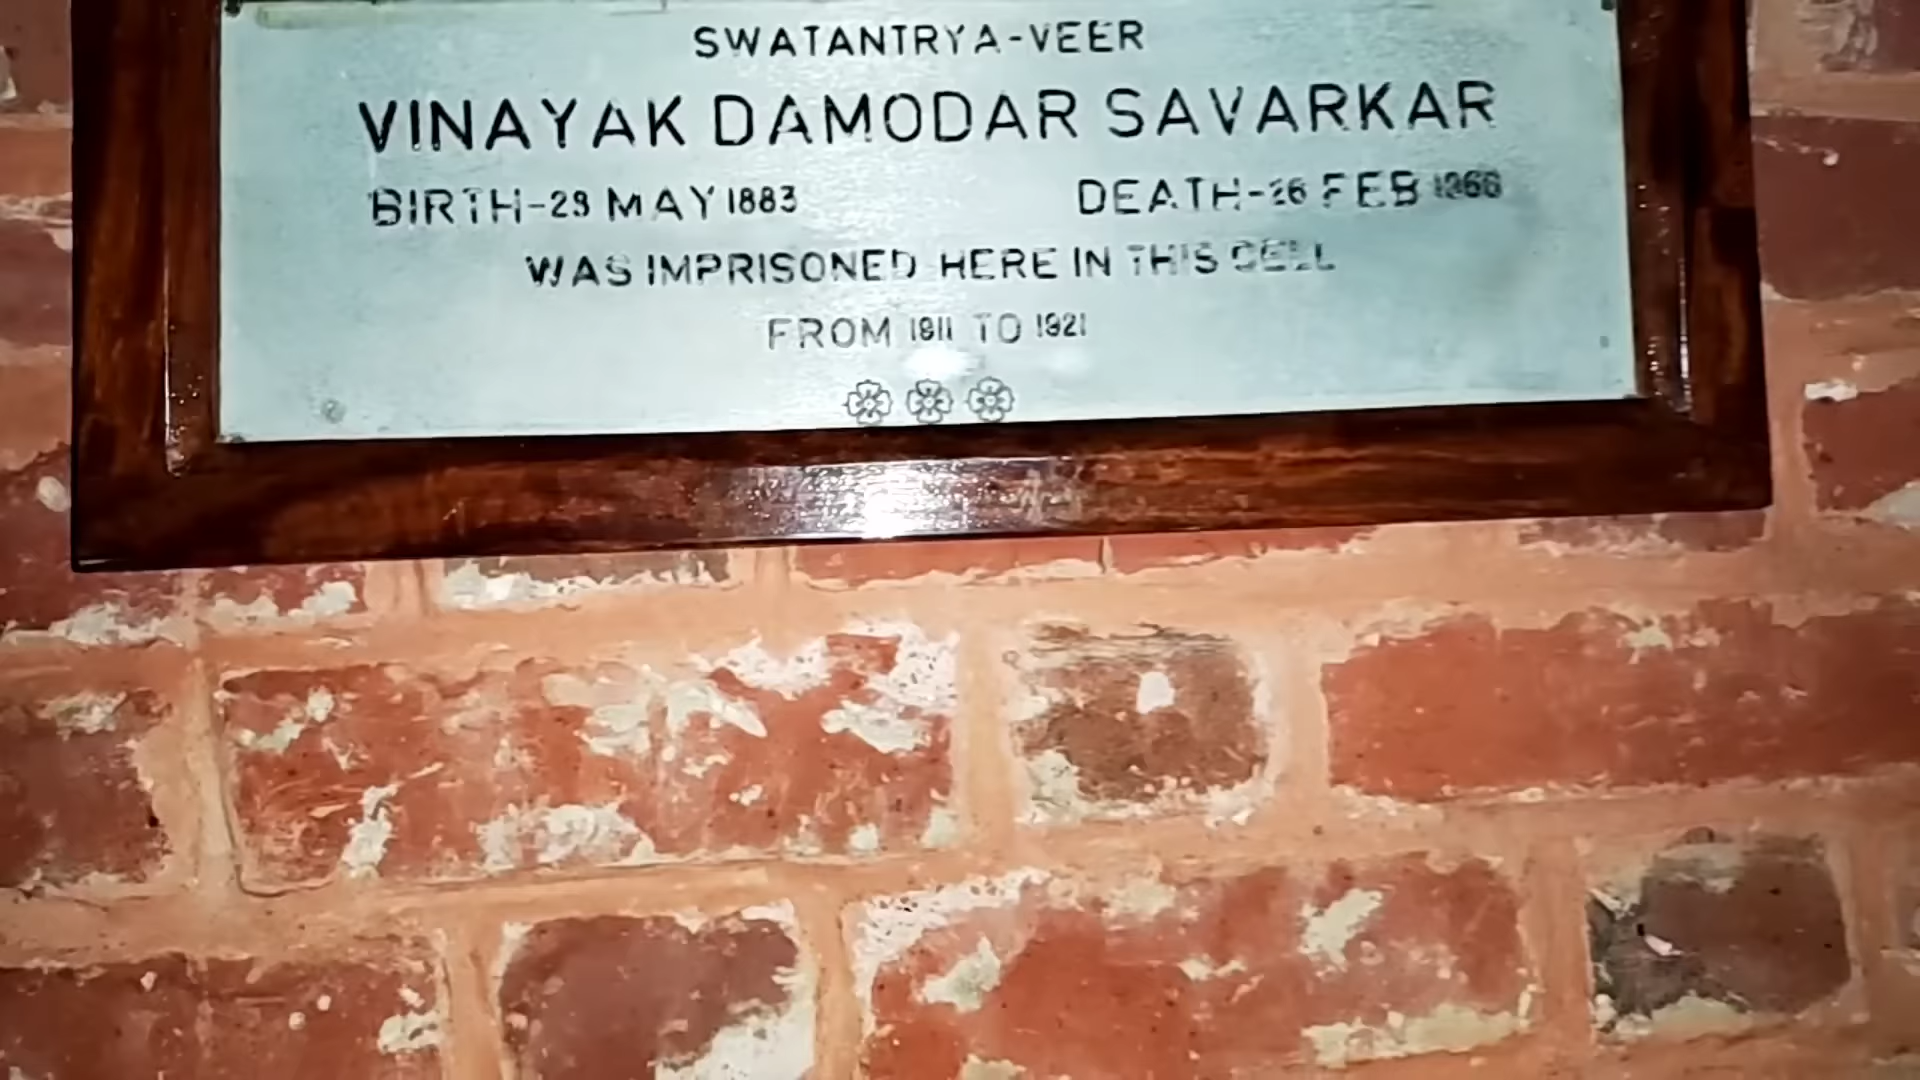 SWATANTRYA-VEER
VINAYAK DAMODAR SAVARKAR
BIRTH-29 MAY 1883 DEATH-26 FEB 1966
WAS IMPRISONED HERE IN THIS CELL
FROM 1911 TO 1921